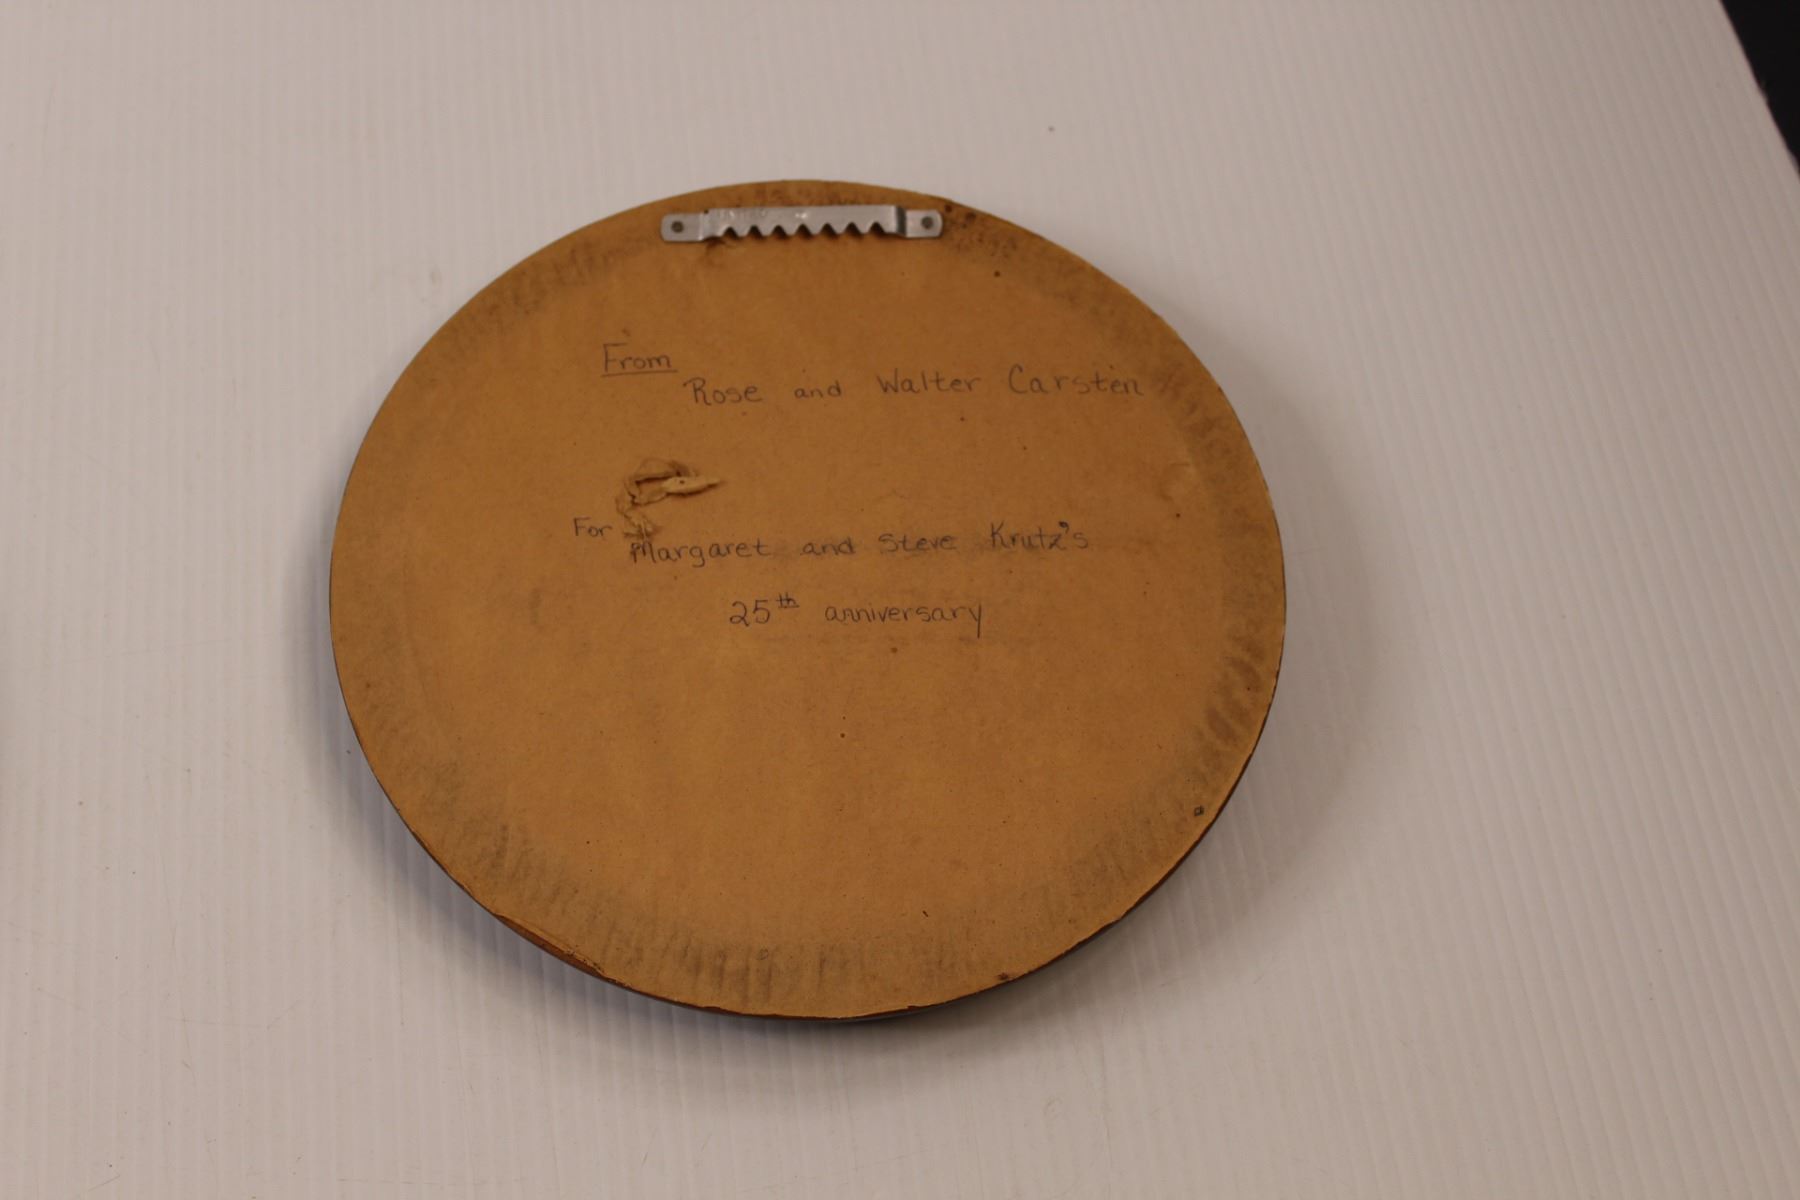 From
Rose and Walter Carsten
For
Margaret and Steve Krutz's
25th anniversary